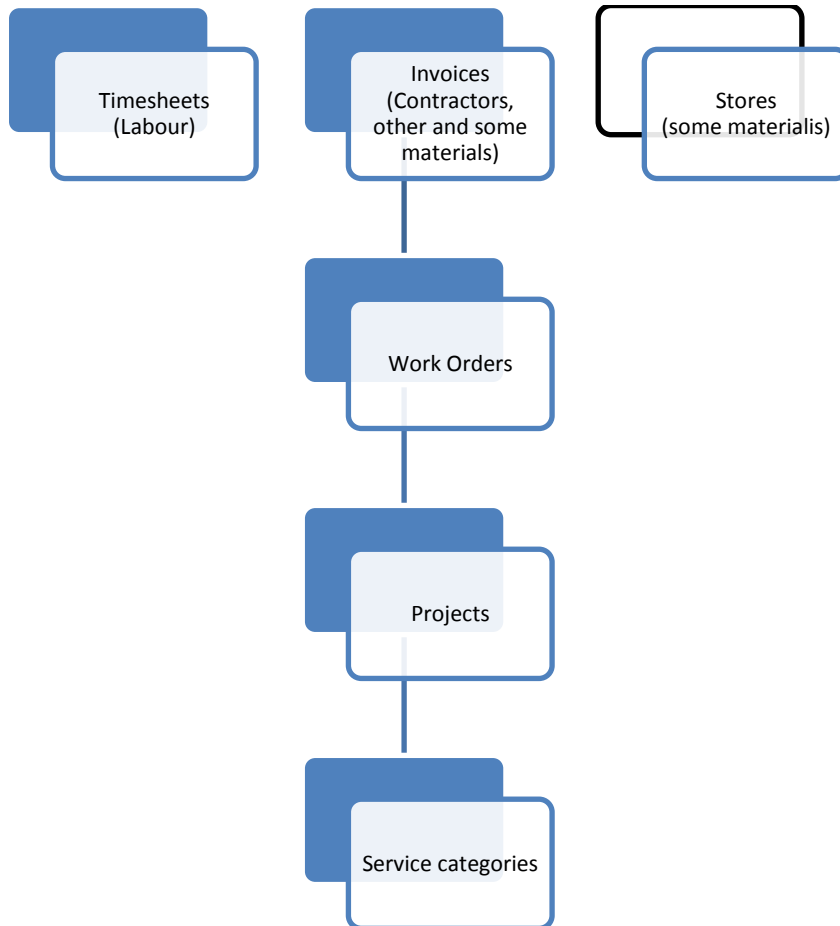 Timesheets
(Labour)
Invoices
(Contractors,
other and some
materials)
Stores
(some materialis)
Work Orders
Projects
Service categories